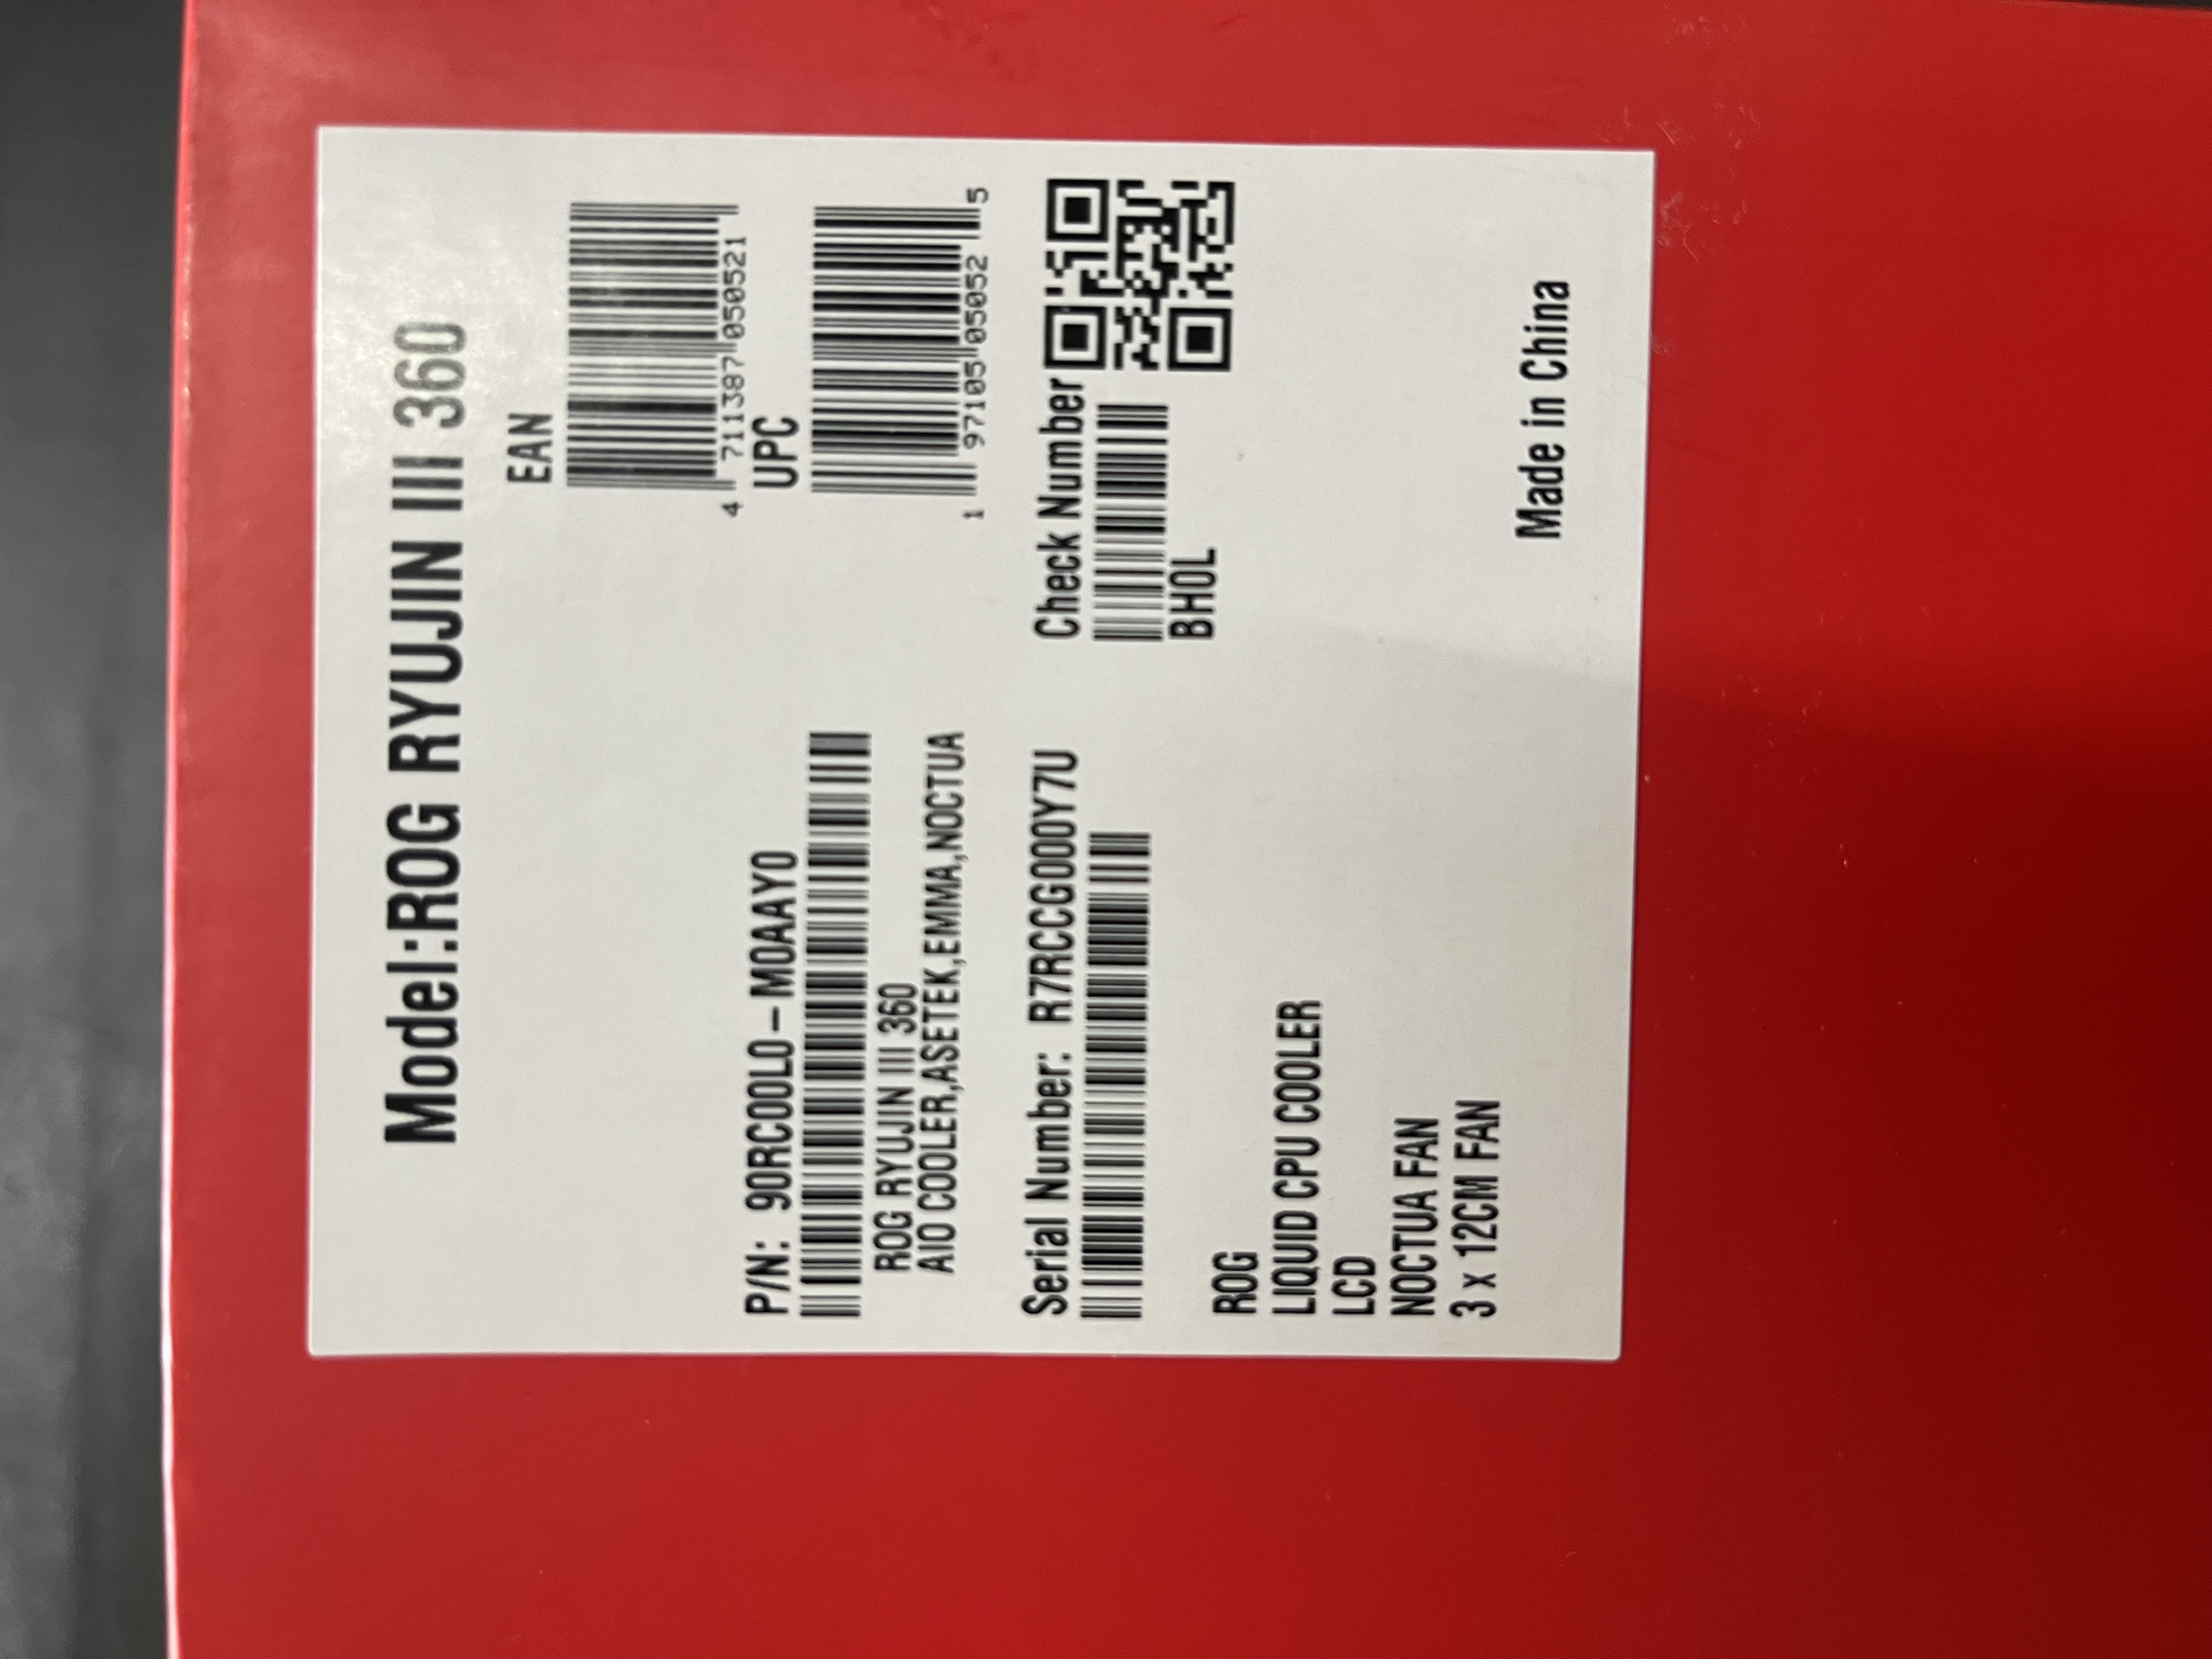 Model:ROG RYUJIN III 360
EAN
4 711387 050521
UPC
1 97105 05052 5
P/N: 90RC00L0-M0AAY0
ROG RYUJIN III 360
AIO COOLER,ASETEK,EMMA,NOCTUA
Serial Number: R7RCCG000Y7U
Check Number
BH0L
ROG
LIQUID CPU COOLER
LCD
NOCTUA FAN
3 x 12CM FAN
Made in China